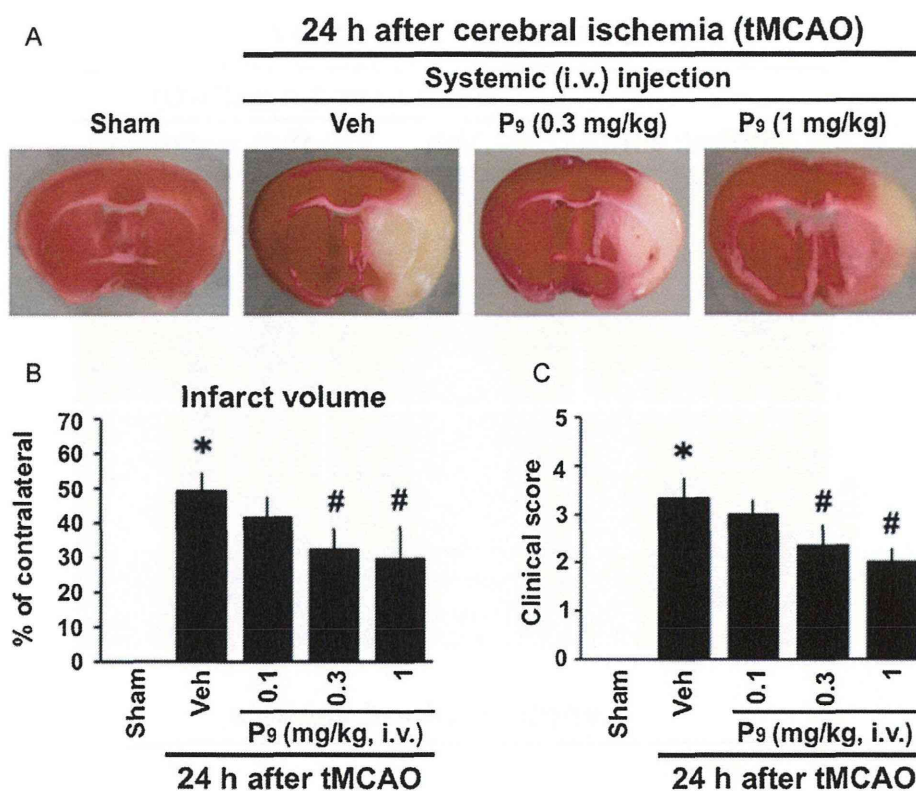 A
24 h after cerebral ischemia (tMCAO)
Systemic (i.v.) injection
Sham Veh P9 (0.3 mg/kg) P9 (1 mg/kg)
B
Infarct volume
% of contralateral
70
60
50
40
30
20
10
0
Sham Veh 0.1 0.3 1
* # #
P9 (mg/kg, i.v.)
24 h after tMCAO
C
Clinical score
5
4
3
2
1
0
Sham Veh 0.1 0.3 1
* # #
P9 (mg/kg, i.v.)
24 h after tMCAO